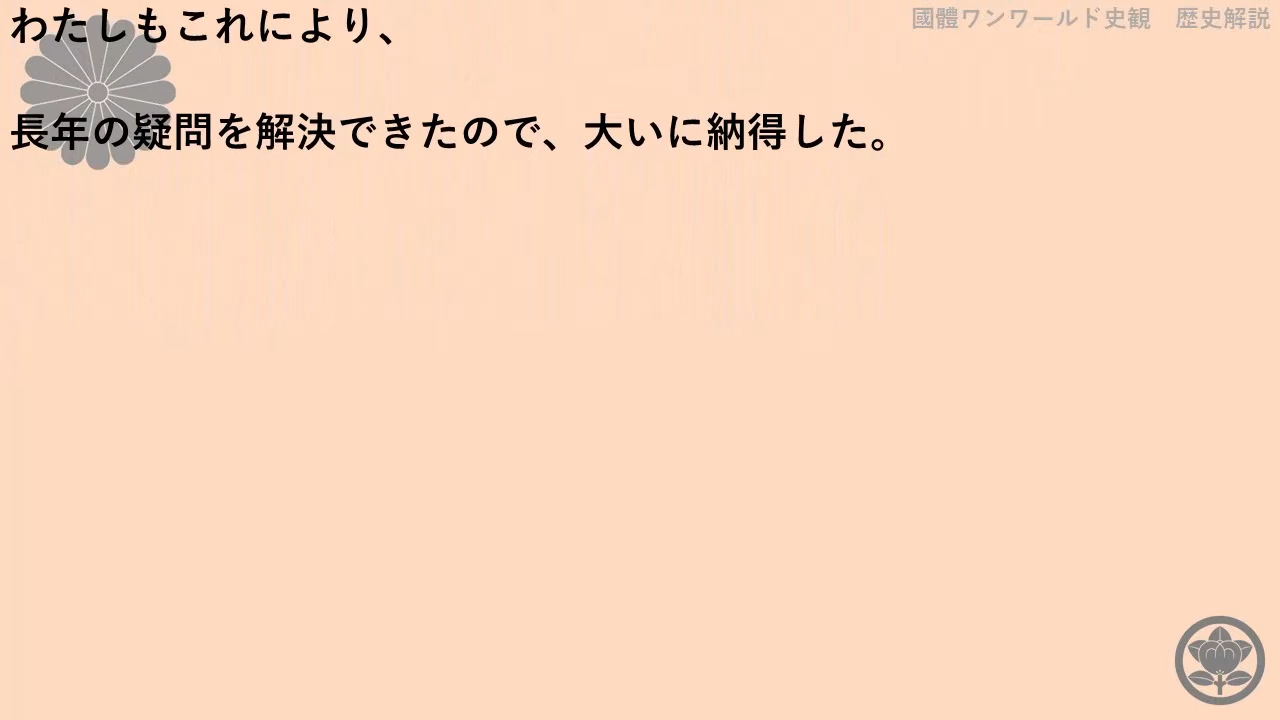 わたしもこれにより、
國體ワンワールド史観　歴史解説
長年の疑問を解決できたので、大いに納得した。